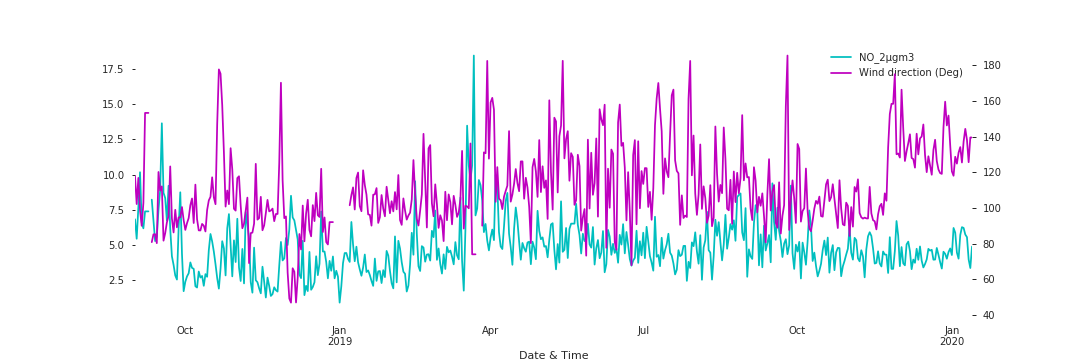 NO_2µgm3
Wind direction (Deg)
17.5
15.0
12.5
10.0
7.5
5.0
2.5
180
160
140
120
100
80
60
40
Oct
Jan
2019
Apr
Jul
Oct
Jan
2020
Date & Time